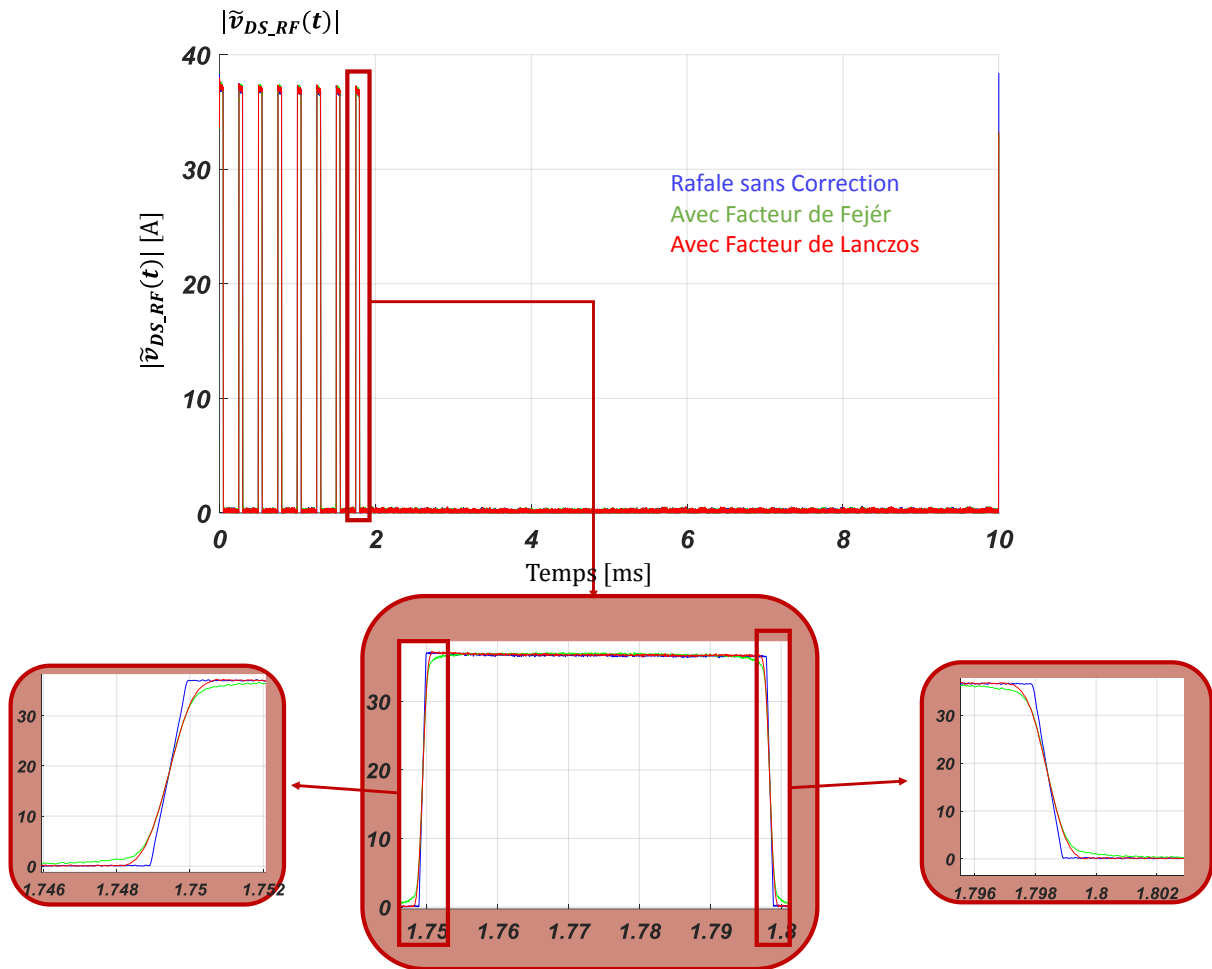 |ṽ_DS_RF(t)|
40
30
20
10
0
|ṽ_DS_RF(t)| [A]
Rafale sans Correction
Avec Facteur de Fejér
Avec Facteur de Lanczos
0 2 4 6 8 10
Temps [ms]
30
20
10
0
1.746 1.748 1.75 1.752
30
20
10
0
1.75 1.76 1.77 1.78 1.79 1.8
30
20
10
0
1.796 1.798 1.8 1.802